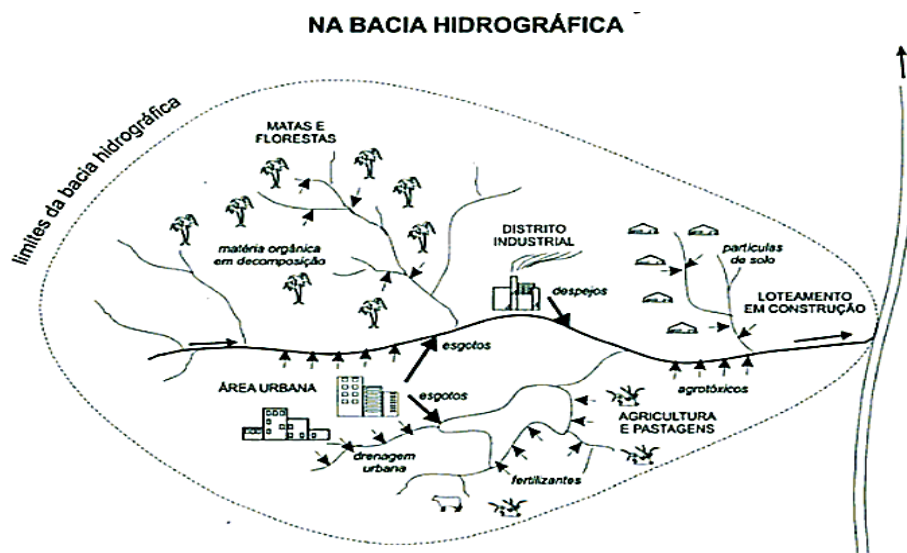 NA BACIA HIDROGRÁFICA
limites da bacia hidrográfica
MATAS E
FLORESTAS
matéria orgânica
em decomposição
DISTRITO
INDUSTRIAL
despejos
partículas
de solo
LOTEAMENTO
EM CONSTRUÇÃO
esgotos
ÁREA URBANA
esgotos
agrotóxicos
AGRICULTURA
E PASTAGENS
drenagem
urbana
fertilizantes